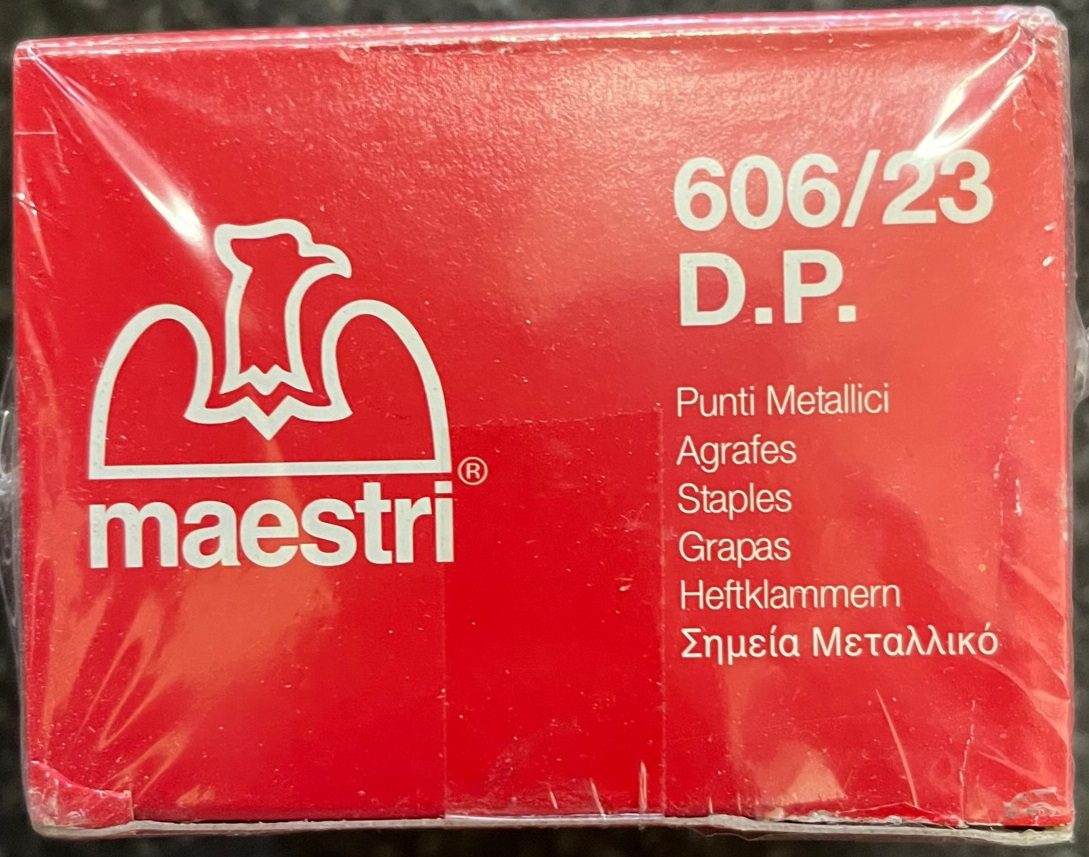 606/23
D.P.
maestri®
Punti Metallici
Agrafes
Staples
Grapas
Heftklammern
Σημεία Μεταλλικό